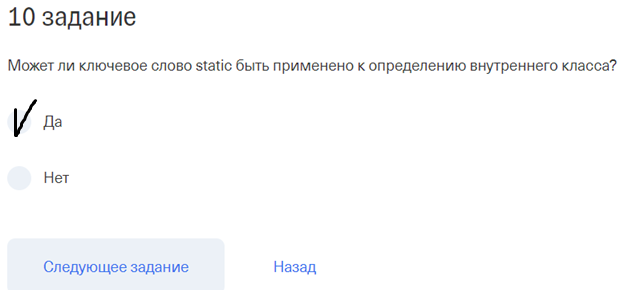 10 задание
Может ли ключевое слово static быть применено к определению внутреннего класса?
Да
Нет
Следующее задание
Назад